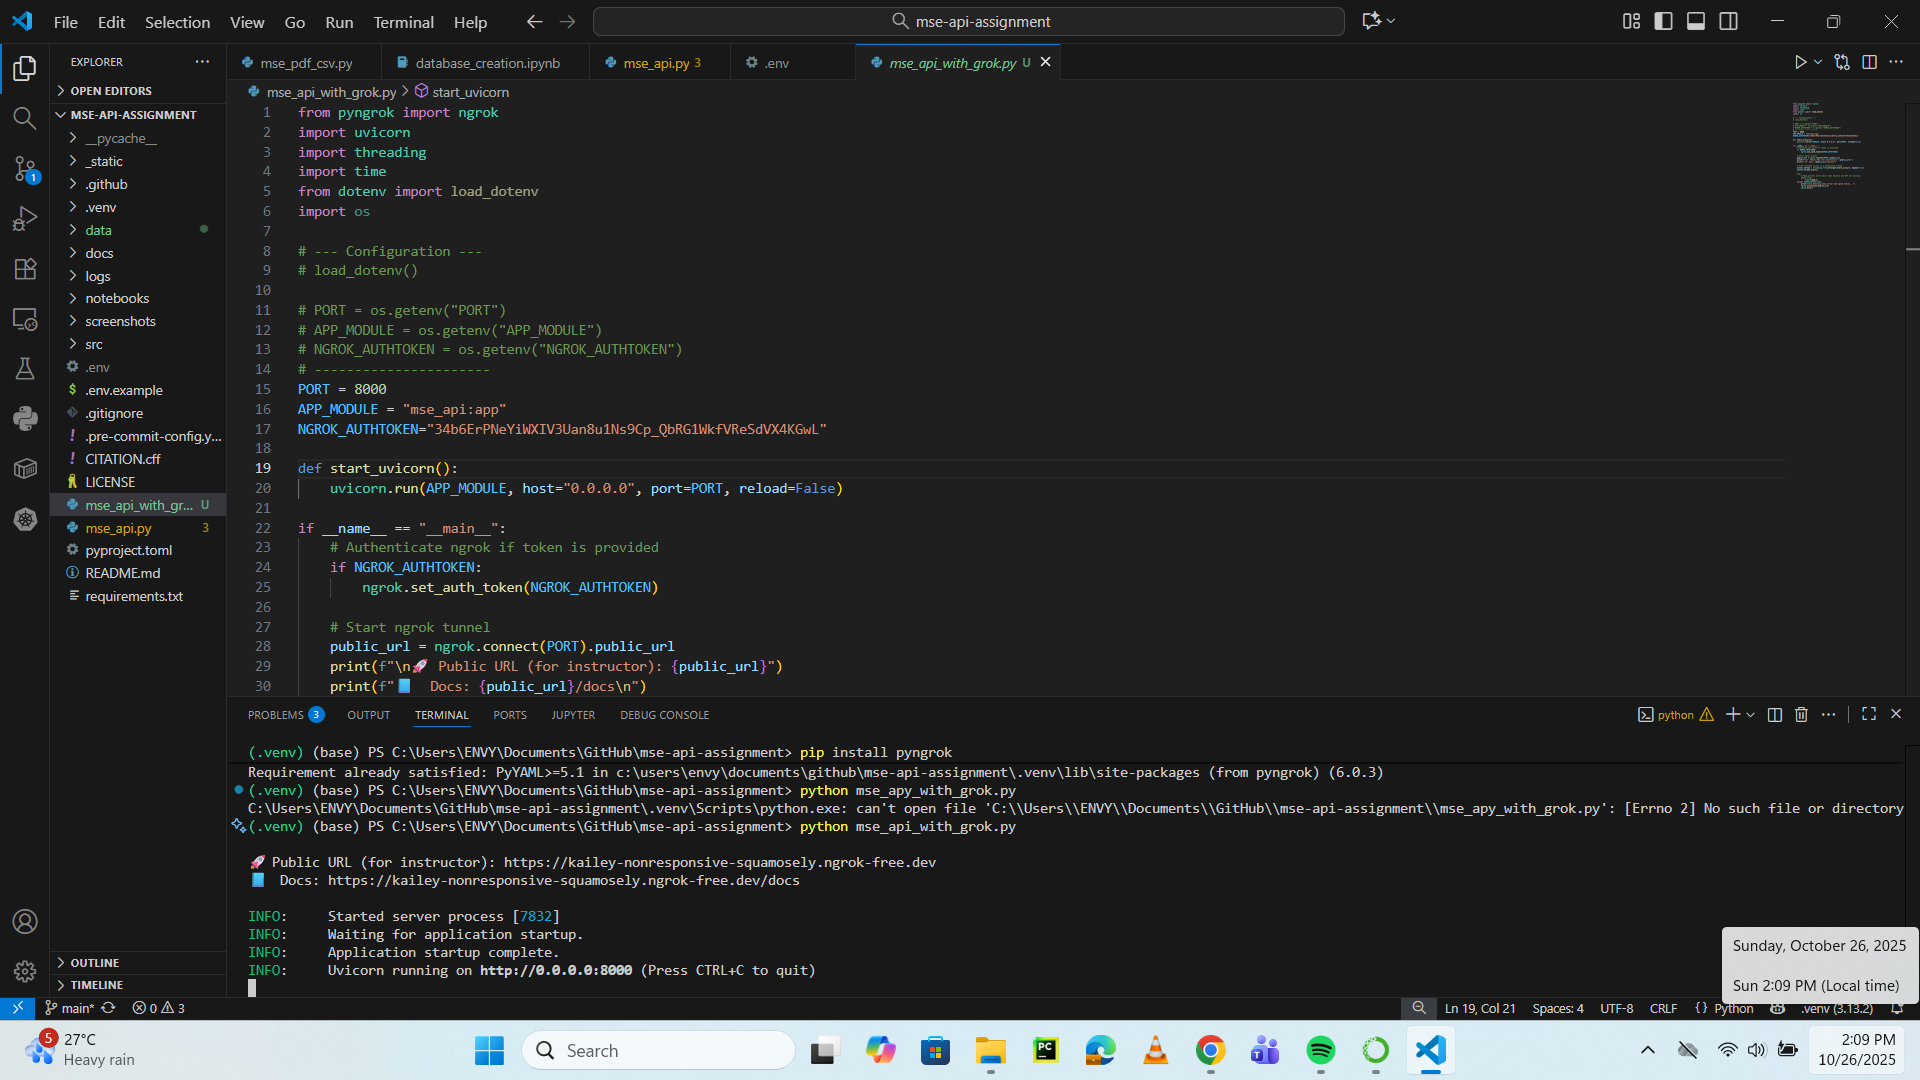 File Edit Selection View Go Run Terminal Help
mse-api-assignment
EXPLORER
OPEN EDITORS
MSE-API-ASSIGNMENT
__pycache__
_static
.github
.venv
data
docs
logs
notebooks
screenshots
src
.env
.env.example
.gitignore
.pre-commit-config.y...
CITATION.cff
LICENSE
mse_api_with_gr... U
mse_api.py 3
pyproject.toml
README.md
requirements.txt
OUTLINE
TIMELINE
1
mse_pdf_csv.py
database_creation.ipynb
mse_api.py 3
.env
mse_api_with_grok.py U
mse_api_with_grok.py > start_uvicorn
1 from pyngrok import ngrok
2 import uvicorn
3 import threading
4 import time
5 from dotenv import load_dotenv
6 import os
7
8 # --- Configuration ---
9 # load_dotenv()
10
11 # PORT = os.getenv("PORT")
12 # APP_MODULE = os.getenv("APP_MODULE")
13 # NGROK_AUTHTOKEN = os.getenv("NGROK_AUTHTOKEN")
14 # ----------------------
15 PORT = 8000
16 APP_MODULE = "mse_api:app"
17 NGROK_AUTHTOKEN="34b6ErPNeYiWXIV3Uan8u1Ns9Cp_QbRG1WkfVReSdVX4KGwL"
18
19 def start_uvicorn():
20 uvicorn.run(APP_MODULE, host="0.0.0.0", port=PORT, reload=False)
21
22 if __name__ == "__main__":
23 # Authenticate ngrok if token is provided
24 if NGROK_AUTHTOKEN:
25 ngrok.set_auth_token(NGROK_AUTHTOKEN)
26
27 # Start ngrok tunnel
28 public_url = ngrok.connect(PORT).public_url
29 print(f"\n🚀 Public URL (for instructor): {public_url}")
30 print(f"📘 Docs: {public_url}/docs\n")
PROBLEMS 3 OUTPUT TERMINAL PORTS JUPYTER DEBUG CONSOLE
python
(.venv) (base) PS C:\Users\ENVY\Documents\GitHub\mse-api-assignment> pip install pyngrok
Requirement already satisfied: PyYAML>=5.1 in c:\users\envy\documents\github\mse-api-assignment\.venv\lib\site-packages (from pyngrok) (6.0.3)
(.venv) (base) PS C:\Users\ENVY\Documents\GitHub\mse-api-assignment> python mse_apy_with_grok.py
C:\Users\ENVY\Documents\GitHub\mse-api-assignment\.venv\Scripts\python.exe: can't open file 'C:\\Users\\ENVY\\Documents\\GitHub\\mse-api-assignment\\mse_apy_with_grok.py': [Errno 2] No such file or directory
(.venv) (base) PS C:\Users\ENVY\Documents\GitHub\mse-api-assignment> python mse_api_with_grok.py
🚀 Public URL (for instructor): https://kailey-nonresponsive-squamosely.ngrok-free.dev
📘 Docs: https://kailey-nonresponsive-squamosely.ngrok-free.dev/docs
INFO: Started server process [7832]
INFO: Waiting for application startup.
INFO: Application startup complete.
INFO: Uvicorn running on http://0.0.0.0:8000 (Press CTRL+C to quit)
Sunday, October 26, 2025
Sun 2:09 PM (Local time)
main* 0 3
Ln 19, Col 21 Spaces: 4 UTF-8 CRLF {} Python .venv (3.13.2)
5
27°C
Heavy rain
Search
PC
2:09 PM
10/26/2025